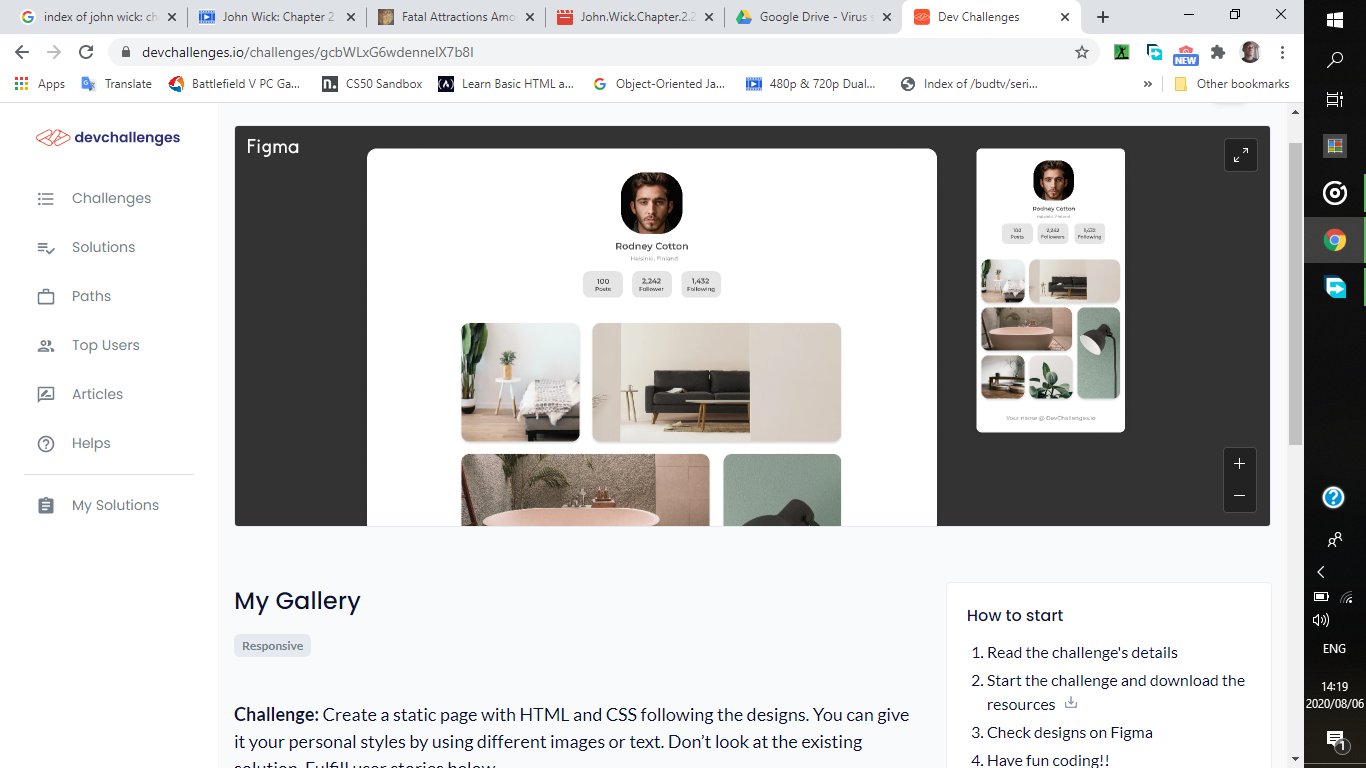 index of john wick: ch
John Wick: Chapter 2
Fatal Attractions Amo
John.Wick.Chapter.2.2
Google Drive - Virus s
Dev Challenges
devchallenges.io/challenges/gcbWLxG6wdennelX7b8I
NEW
Apps
Translate
Battlefield V PC Ga...
n.
CS50 Sandbox
Learn Basic HTML a...
Object-Oriented Ja...
480p & 720p Dual...
Index of /budtv/seri...
»
Other bookmarks
devchallenges
Challenges
Solutions
Paths
Top Users
Articles
Helps
My Solutions
Figma
Rodney Cotton
Helsinki, Finland
100 2,242 1,432
Posts Follower Following
Rodney Cotton
Helsinki, Finland
100 2,242 1,432
Posts Followers Following
Your name @ DevChallenges.io
My Gallery
Responsive
Challenge: Create a static page with HTML and CSS following the designs. You can give
it your personal styles by using different images or text. Don’t look at the existing
solution. Fulfill user stories below
How to start
1. Read the challenge's details
2. Start the challenge and download the
resources
3. Check designs on Figma
4. Have fun coding!!
ENG
14:19
2020/08/06
1